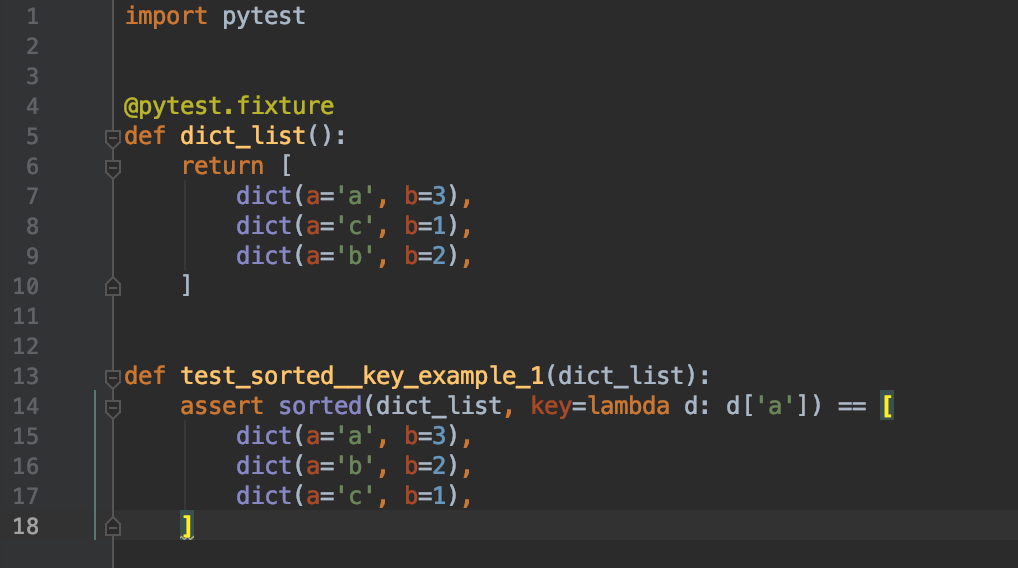 1 import pytest
2
3
4 @pytest.fixture
5 def dict_list():
6     return [
7         dict(a='a', b=3),
8         dict(a='c', b=1),
9         dict(a='b', b=2),
10     ]
11
12
13 def test_sorted__key_example_1(dict_list):
14     assert sorted(dict_list, key=lambda d: d['a']) == [
15         dict(a='a', b=3),
16         dict(a='b', b=2),
17         dict(a='c', b=1),
18     ]